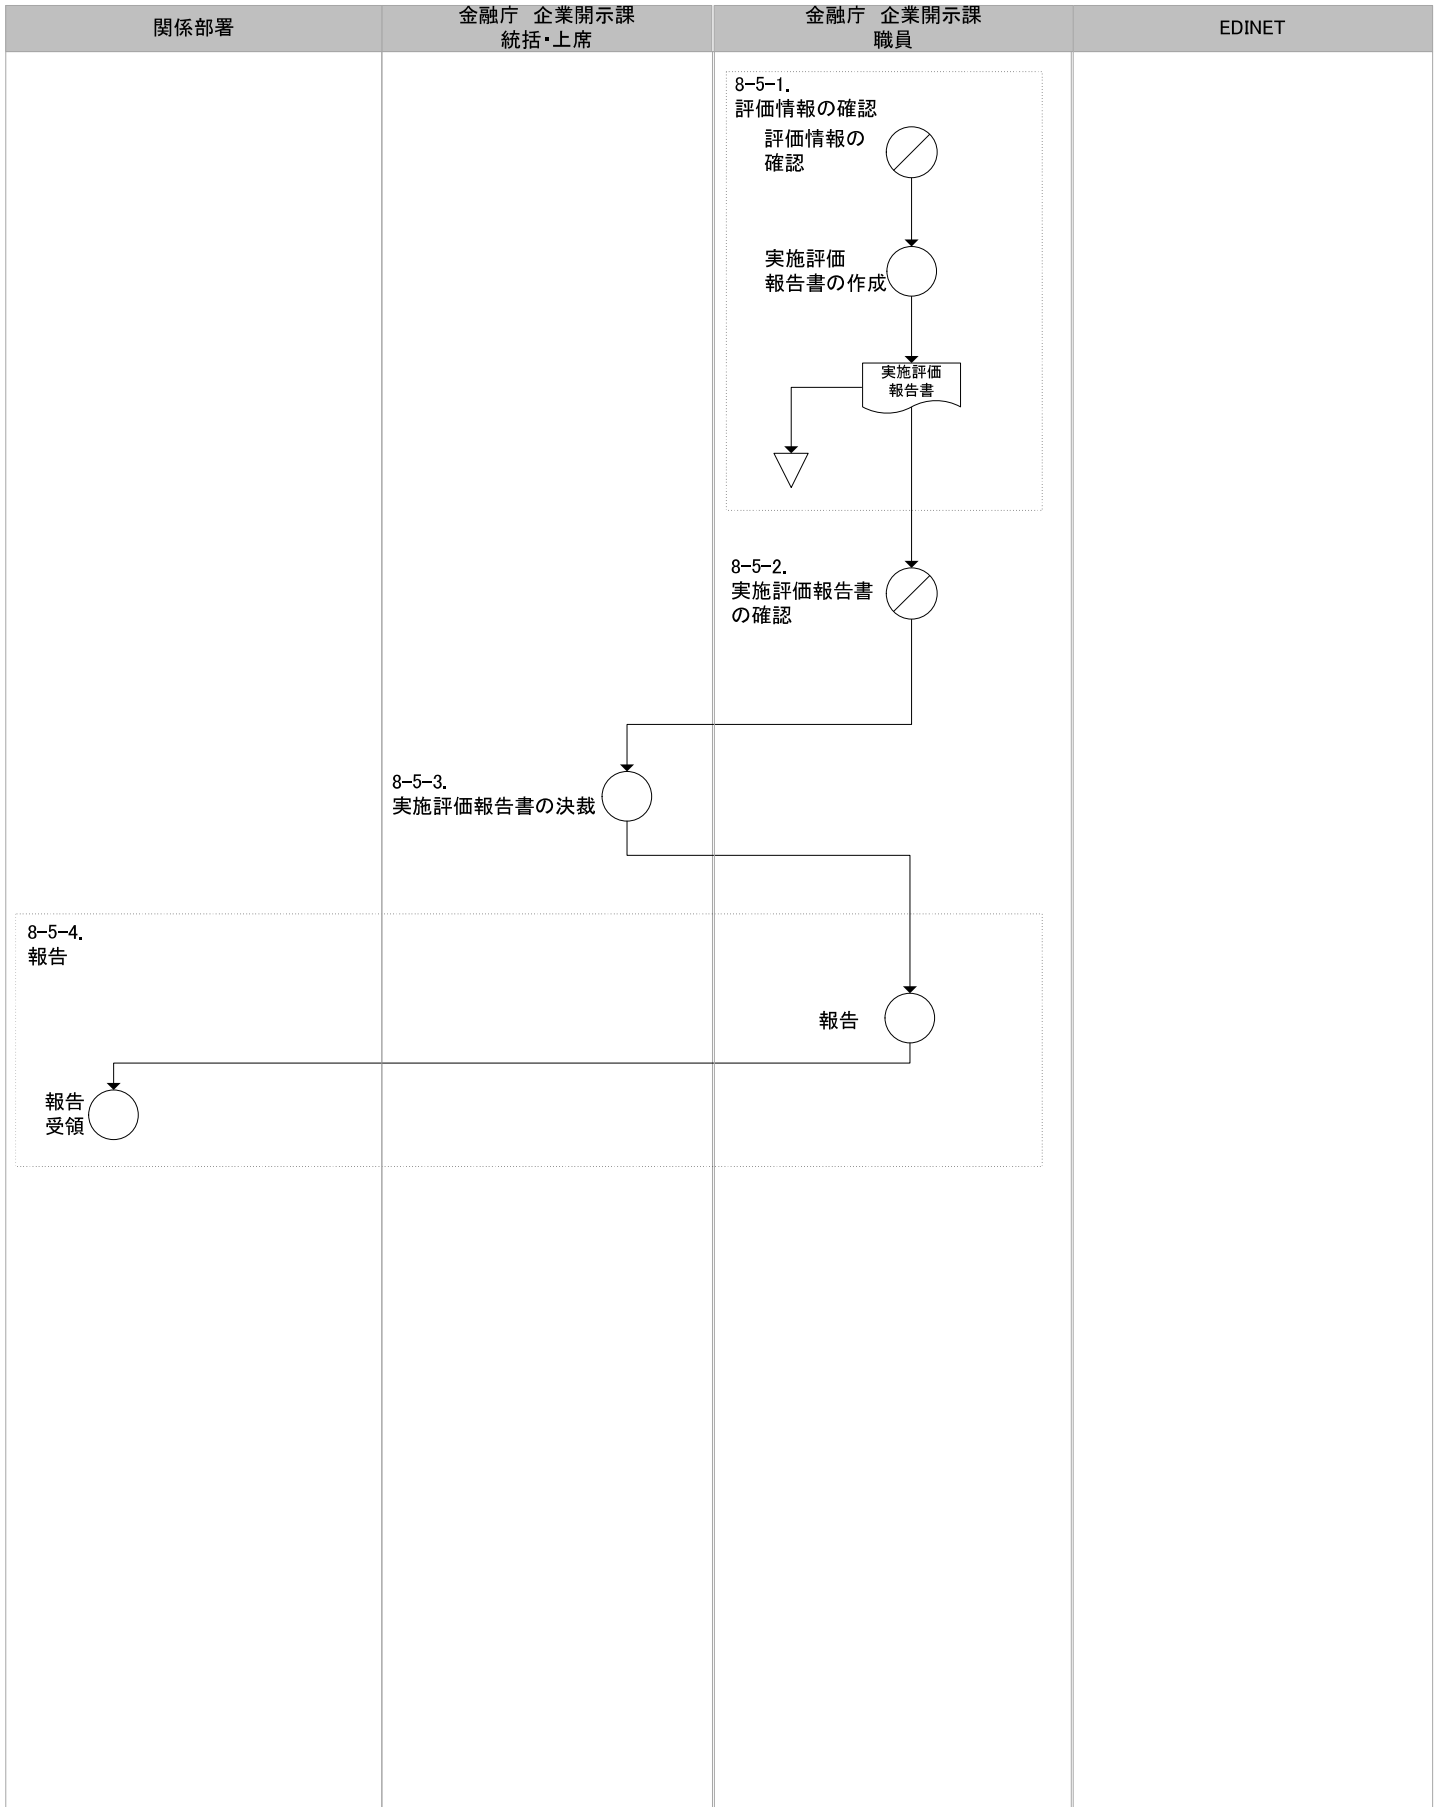 関係部署
金融庁　企業開示課
統括・上席
金融庁　企業開示課
職員
EDINET
8-5-1.
評価情報の確認
評価情報の
確認
実施評価
報告書の作成
実施評価
報告書
8-5-2.
実施評価報告書
の確認
8-5-3.
実施評価報告書の決裁
8-5-4.
報告
報告
報告
受領